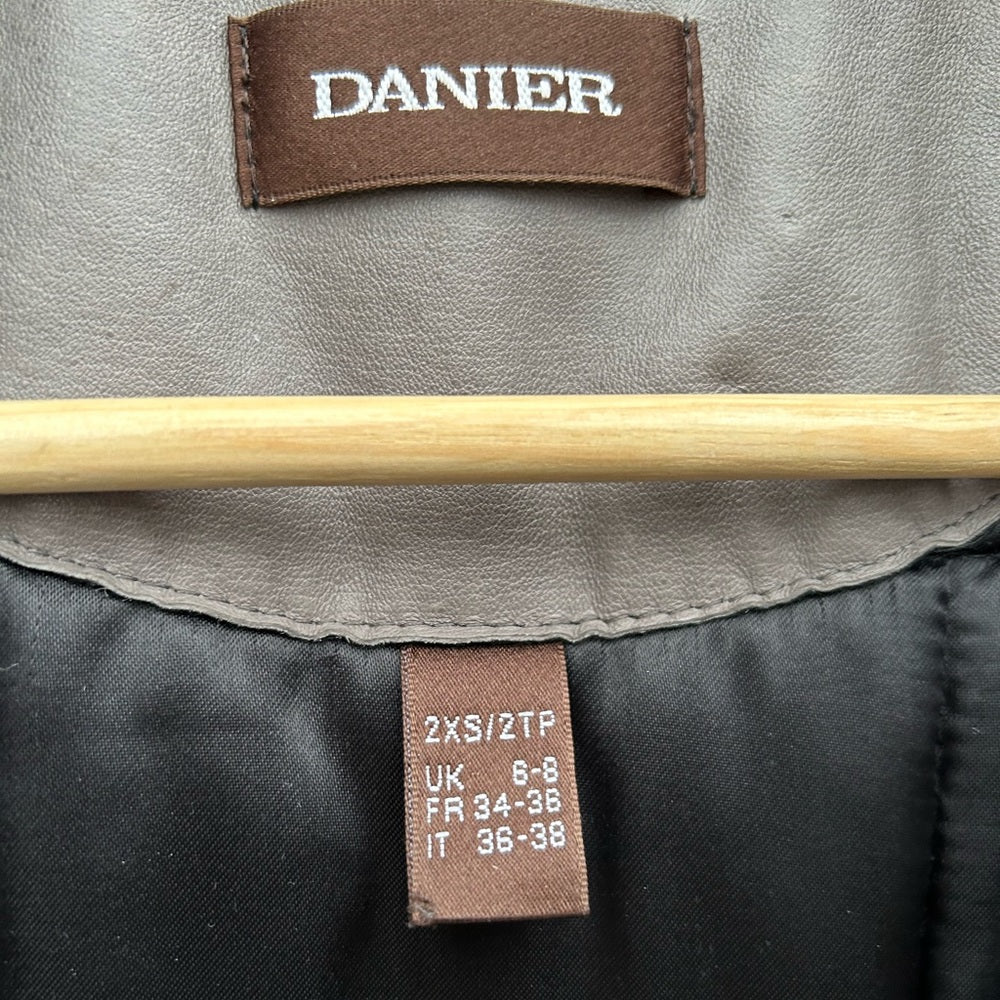 DANIER
2XS/2TP
UK 6-8
FR 34-36
IT 36-38